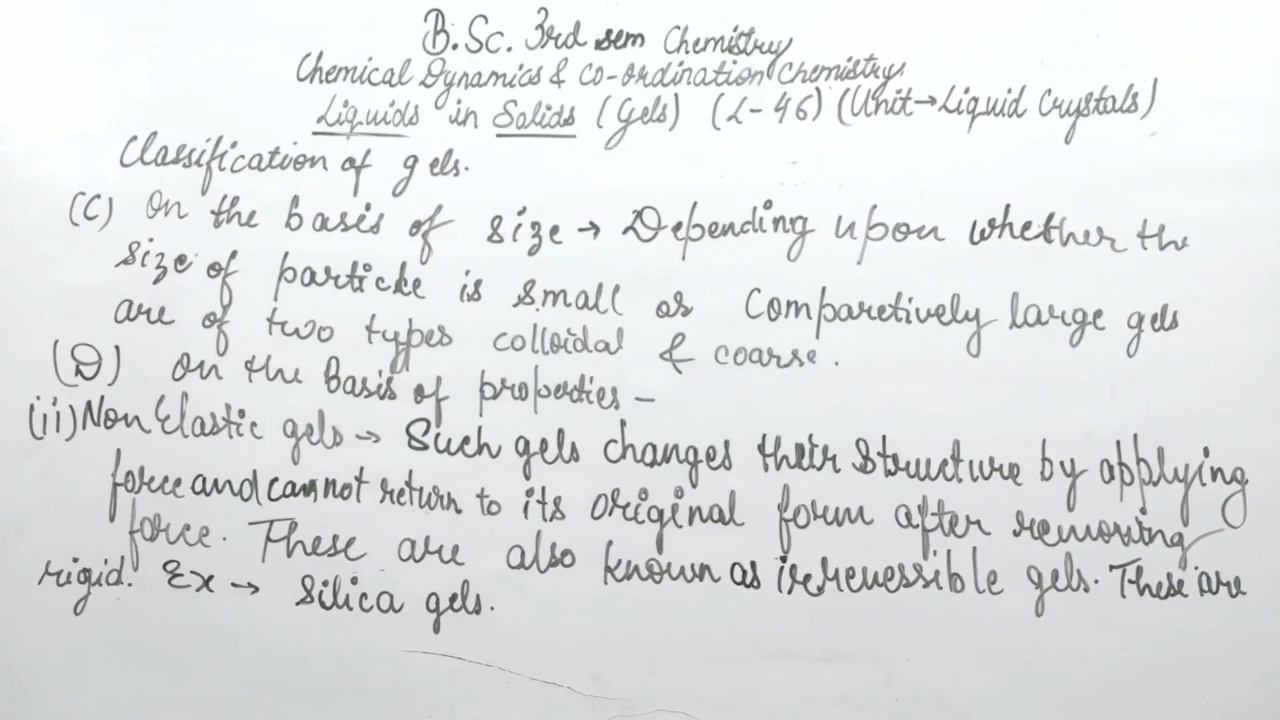 B.Sc. 3rd sem Chemistry
Chemical Dynamics & Co-ordination Chemistry
Liquids in Solids (Gels) (L-46) (Unit→Liquid Crystals)
Classification of gels.
(C) on the basis of size → Depending upon whether the
size of particle is small or Comparetively large gels
are of two types colloidal & coarse.
(D) on the Basis of properties –
(ii) Non Elastic gels → Such gels changes their structure by applying
force and cannot return to its original form after removing
force. These are also known as irreversible gels. These are
rigid. Ex → Silica gels.